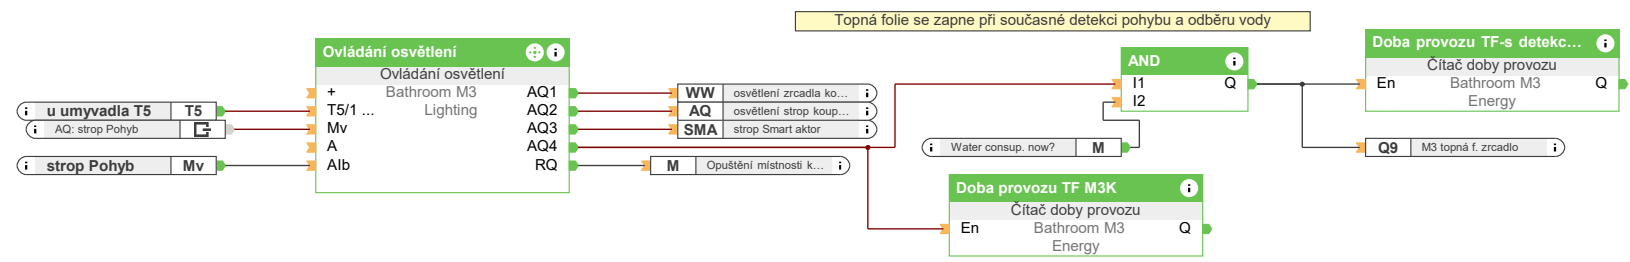 Topná folie se zapne při současné detekci pohybu a odběru vody
Ovládání osvětlení
i
Ovládání osvětlení
Bathroom M3
Lighting
+
T5/1 ...
Mv
A
AIb
AQ1
AQ2
AQ3
AQ4
RQ
i u umyvadla T5 T5
i AQ: strop Pohyb
i strop Pohyb Mv
WW osvětlení zrcadla ko... i
AQ osvětlení strop koup... i
SMA strop Smart aktor i
M Opuštění místnosti k... i
AND i
I1 Q
I2
i Water consup. now? M
Doba provozu TF M3K i
Čítač doby provozu
En Bathroom M3 Q
Energy
Doba provozu TF-s detekc... i
Čítač doby provozu
En Bathroom M3 Q
Energy
Q9 M3 topná f. zrcadlo i